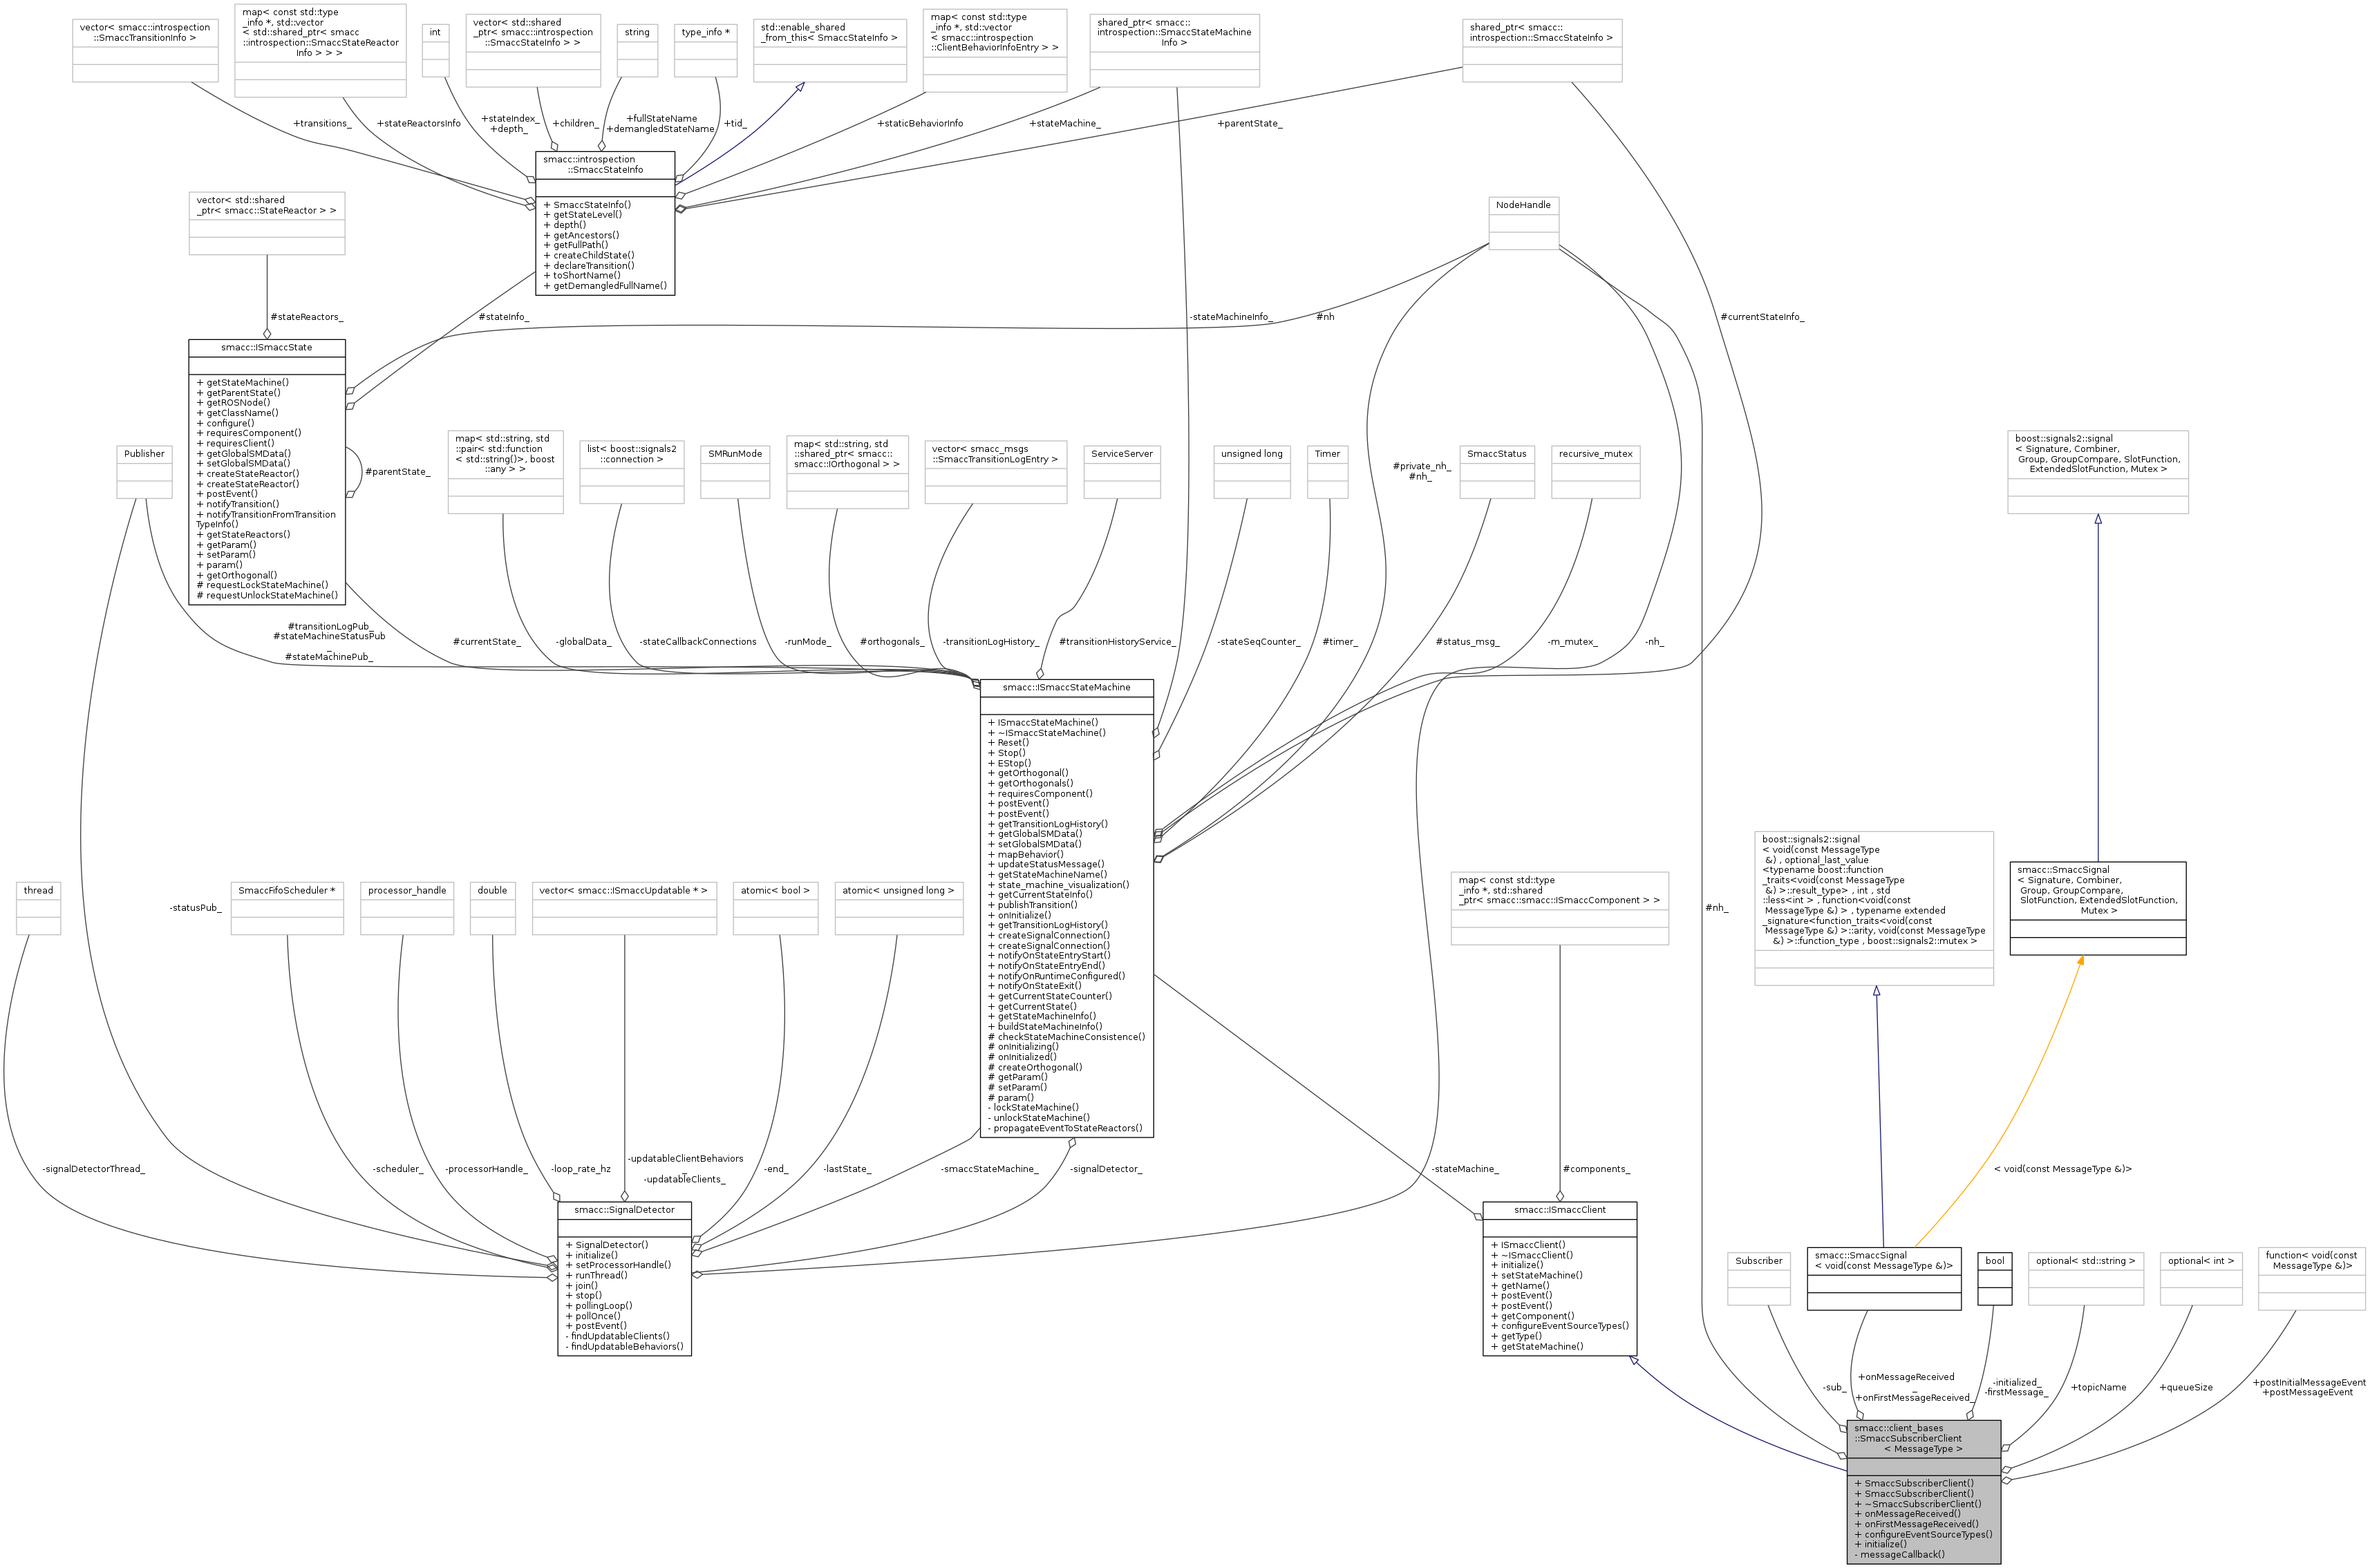 vector< smacc::introspection
::SmaccTransitionInfo >
map< const std::type
_info *, std::vector
< std::shared_ptr< smacc
::introspection::SmaccStateReactor
Info > > >
int
vector< std::shared
_ptr< smacc::introspection
::SmaccStateInfo > >
string
type_info *
std::enable_shared
_from_this< SmaccStateInfo >
map< const std::type
_info *, std::vector
< smacc::introspection
::ClientBehaviorInfoEntry > >
shared_ptr< smacc::
introspection::SmaccStateMachine
Info >
shared_ptr< smacc::
introspection::SmaccStateInfo >
+transitions_
+stateReactorsInfo
+stateIndex_
+depth_
+children_
+fullStateName
+demangledStateName
+tid_
+staticBehaviorInfo
+stateMachine_
+parentState_
smacc::introspection
::SmaccStateInfo
+ SmaccStateInfo()
+ getStateLevel()
+ depth()
+ getAncestors()
+ getFullPath()
+ createChildState()
+ declareTransition()
+ toShortName()
+ getDemangledFullName()
vector< std::shared
_ptr< smacc::StateReactor > >
NodeHandle
#stateReactors_
#stateInfo_
-stateMachineInfo_
#nh
#currentStateInfo_
smacc::ISmaccState
+ getStateMachine()
+ getParentState()
+ getROSNode()
+ getClassName()
+ configure()
+ requiresComponent()
+ requiresClient()
+ getGlobalSMData()
+ setGlobalSMData()
+ createStateReactor()
+ createStateReactor()
+ postEvent()
+ notifyTransition()
+ notifyTransitionFromTransition
TypeInfo()
+ getStateReactors()
+ getParam()
+ setParam()
+ param()
+ getOrthogonal()
# requestLockStateMachine()
# requestUnlockStateMachine()
#parentState_
Publisher
map< std::string, std
::pair< std::function
< std::string()>, boost
::any > >
list< boost::signals2
::connection >
SMRunMode
map< std::string, std
::shared_ptr< smacc::
smacc::IOrthogonal > >
vector< smacc_msgs
::SmaccTransitionLogEntry >
ServiceServer
unsigned long
Timer
#private_nh_
#nh_
SmaccStatus
recursive_mutex
boost::signals2::signal
< Signature, Combiner,
Group, GroupCompare, SlotFunction,
ExtendedSlotFunction, Mutex >
#transitionLogPub_
#stateMachineStatusPub
_
#stateMachinePub_
#currentState_
-globalData_
-stateCallbackConnections
-runMode_
#orthogonals_
-transitionLogHistory_
#transitionHistoryService_
-stateSeqCounter_
#timer_
#status_msg_
-m_mutex_
-nh_
smacc::ISmaccStateMachine
+ ISmaccStateMachine()
+ ~ISmaccStateMachine()
+ Reset()
+ Stop()
+ EStop()
+ getOrthogonal()
+ getOrthogonals()
+ requiresComponent()
+ postEvent()
+ postEvent()
+ getTransitionLogHistory()
+ getGlobalSMData()
+ setGlobalSMData()
+ mapBehavior()
+ updateStatusMessage()
+ getStateMachineName()
+ state_machine_visualization()
+ getCurrentStateInfo()
+ publishTransition()
+ onInitialize()
+ getTransitionLogHistory()
+ createSignalConnection()
+ createSignalConnection()
+ notifyOnStateEntryStart()
+ notifyOnStateEntryEnd()
+ notifyOnRuntimeConfigured()
+ notifyOnStateExit()
+ getCurrentStateCounter()
+ getCurrentState()
+ getStateMachineInfo()
+ buildStateMachineInfo()
# checkStateMachineConsistence()
# onInitializing()
# onInitialized()
# createOrthogonal()
# getParam()
# setParam()
# param()
- lockStateMachine()
- unlockStateMachine()
- propagateEventToStateReactors()
thread
-statusPub_
SmaccFifoScheduler *
processor_handle
double
vector< smacc::ISmaccUpdatable * >
atomic< bool >
atomic< unsigned long >
map< const std::type
_info *, std::shared
_ptr< smacc::smacc::ISmaccComponent > >
#nh_
boost::signals2::signal
< void(const MessageType
&) , optional_last_value
<typename boost::function
_traits<void(const MessageType
&) >::result_type> , int , std
::less<int > , function<void(const
MessageType &) > , typename extended
_signature<function_traits<void(const
MessageType &) >::arity, void(const MessageType
&) >::function_type , boost::signals2::mutex >
smacc::SmaccSignal
< Signature, Combiner,
Group, GroupCompare,
SlotFunction, ExtendedSlotFunction,
Mutex >
-signalDetectorThread_
-scheduler_
-processorHandle_
-loop_rate_hz
-updatableClientBehaviors
_
-updatableClients_
-end_
-lastState_
-smaccStateMachine_
-signalDetector_
-stateMachine_
#components_
< void(const MessageType &)>
smacc::SignalDetector
+ SignalDetector()
+ initialize()
+ setProcessorHandle()
+ runThread()
+ join()
+ stop()
+ pollingLoop()
+ pollOnce()
+ postEvent()
- findUpdatableClients()
- findUpdatableBehaviors()
smacc::ISmaccClient
+ ISmaccClient()
+ ~ISmaccClient()
+ initialize()
+ setStateMachine()
+ getName()
+ postEvent()
+ postEvent()
+ getComponent()
+ configureEventSourceTypes()
+ getType()
+ getStateMachine()
Subscriber
smacc::SmaccSignal
< void(const MessageType &)>
bool
optional< std::string >
optional< int >
function< void(const
MessageType &)>
-sub_
+onMessageReceived
_
+onFirstMessageReceived_
-initialized_
-firstMessage_
+topicName
+queueSize
+postInitialMessageEvent
+postMessageEvent
smacc::client_bases
::SmaccSubscriberClient
< MessageType >
+ SmaccSubscriberClient()
+ SmaccSubscriberClient()
+ ~SmaccSubscriberClient()
+ onMessageReceived()
+ onFirstMessageReceived()
+ configureEventSourceTypes()
+ initialize()
- messageCallback()